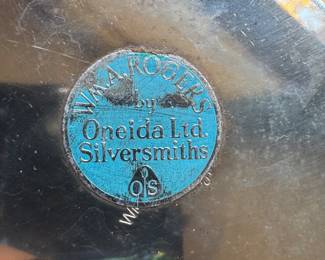 WM.A.ROGERS
by
Oneida Ltd.
Silversmiths
OS